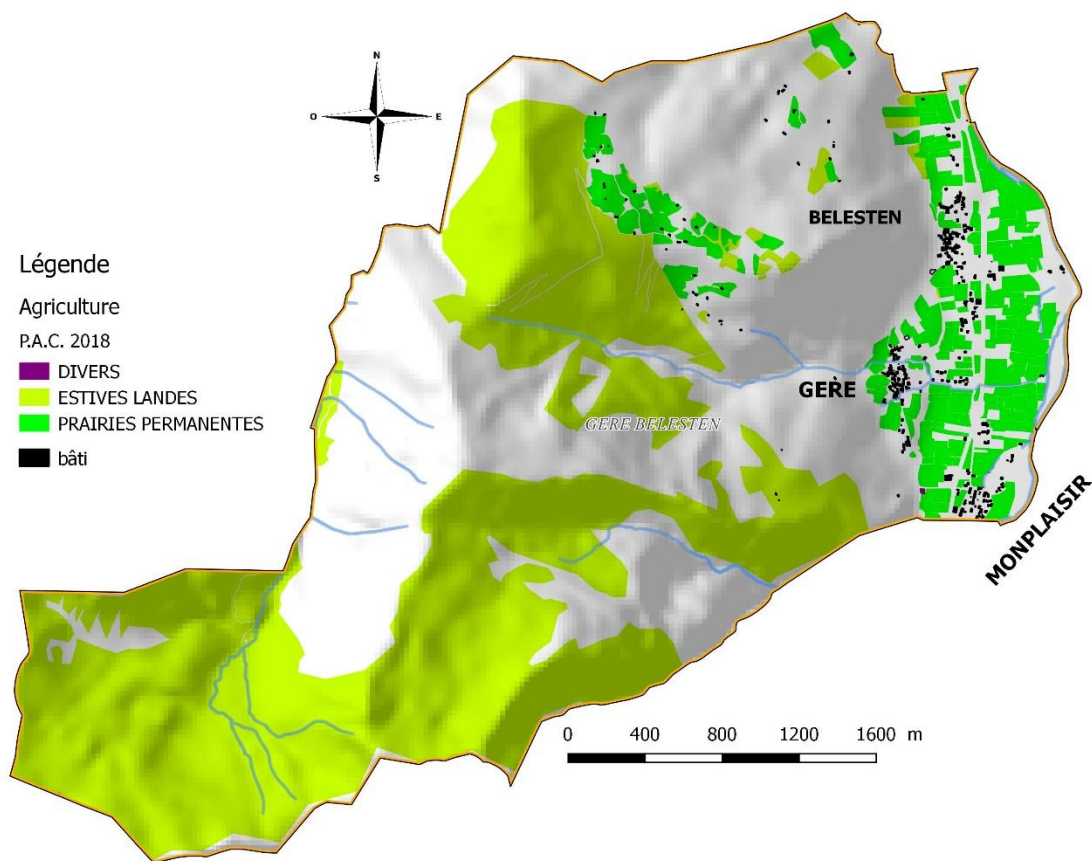 N
O
E
S
BELESTEN
Légende
Agriculture
P.A.C. 2018
DIVERS
ESTIVES LANDES
PRAIRIES PERMANENTES
bâti
GERE
GERE BELESTEN
MONPLAISIR
0 400 800 1200 1600 m